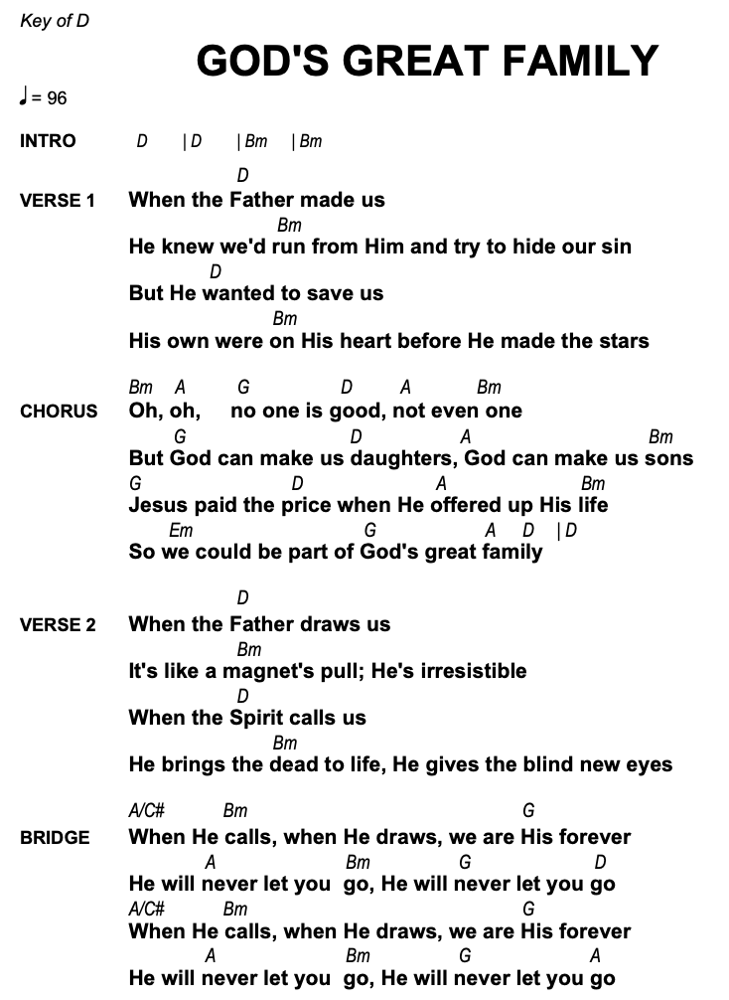 Key of D
GOD'S GREAT FAMILY
♩ = 96
INTRO D | D | Bm | Bm
D
VERSE 1 When the Father made us
Bm
He knew we'd run from Him and try to hide our sin
D
But He wanted to save us
Bm
His own were on His heart before He made the stars
Bm A G D A Bm
CHORUS Oh, oh, no one is good, not even one
G D A Bm
But God can make us daughters, God can make us sons
G D A Bm
Jesus paid the price when He offered up His life
Em G A D | D
So we could be part of God's great family
D
VERSE 2 When the Father draws us
Bm
It's like a magnet's pull; He's irresistible
D
When the Spirit calls us
Bm
He brings the dead to life, He gives the blind new eyes
A/C# Bm G
BRIDGE When He calls, when He draws, we are His forever
A Bm G D
He will never let you go, He will never let you go
A/C# Bm G
When He calls, when He draws, we are His forever
A Bm G A
He will never let you go, He will never let you go